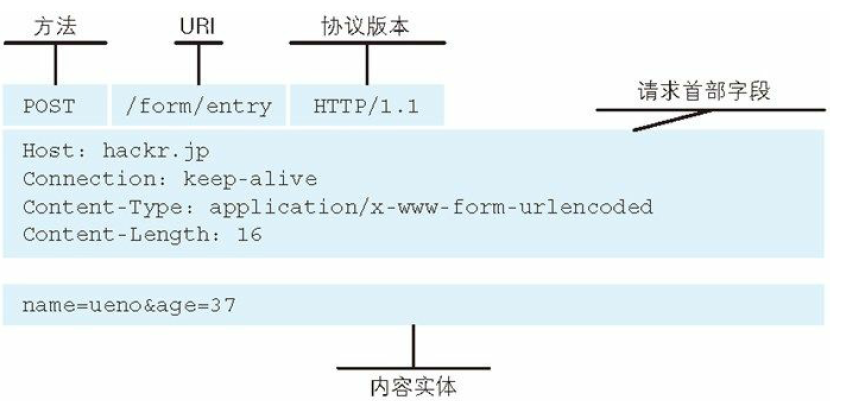 方法 URI 协议版本
POST /form/entry HTTP/1.1
请求首部字段
Host: hackr.jp
Connection: keep-alive
Content-Type: application/x-www-form-urlencoded
Content-Length: 16
name=ueno&age=37
内容实体